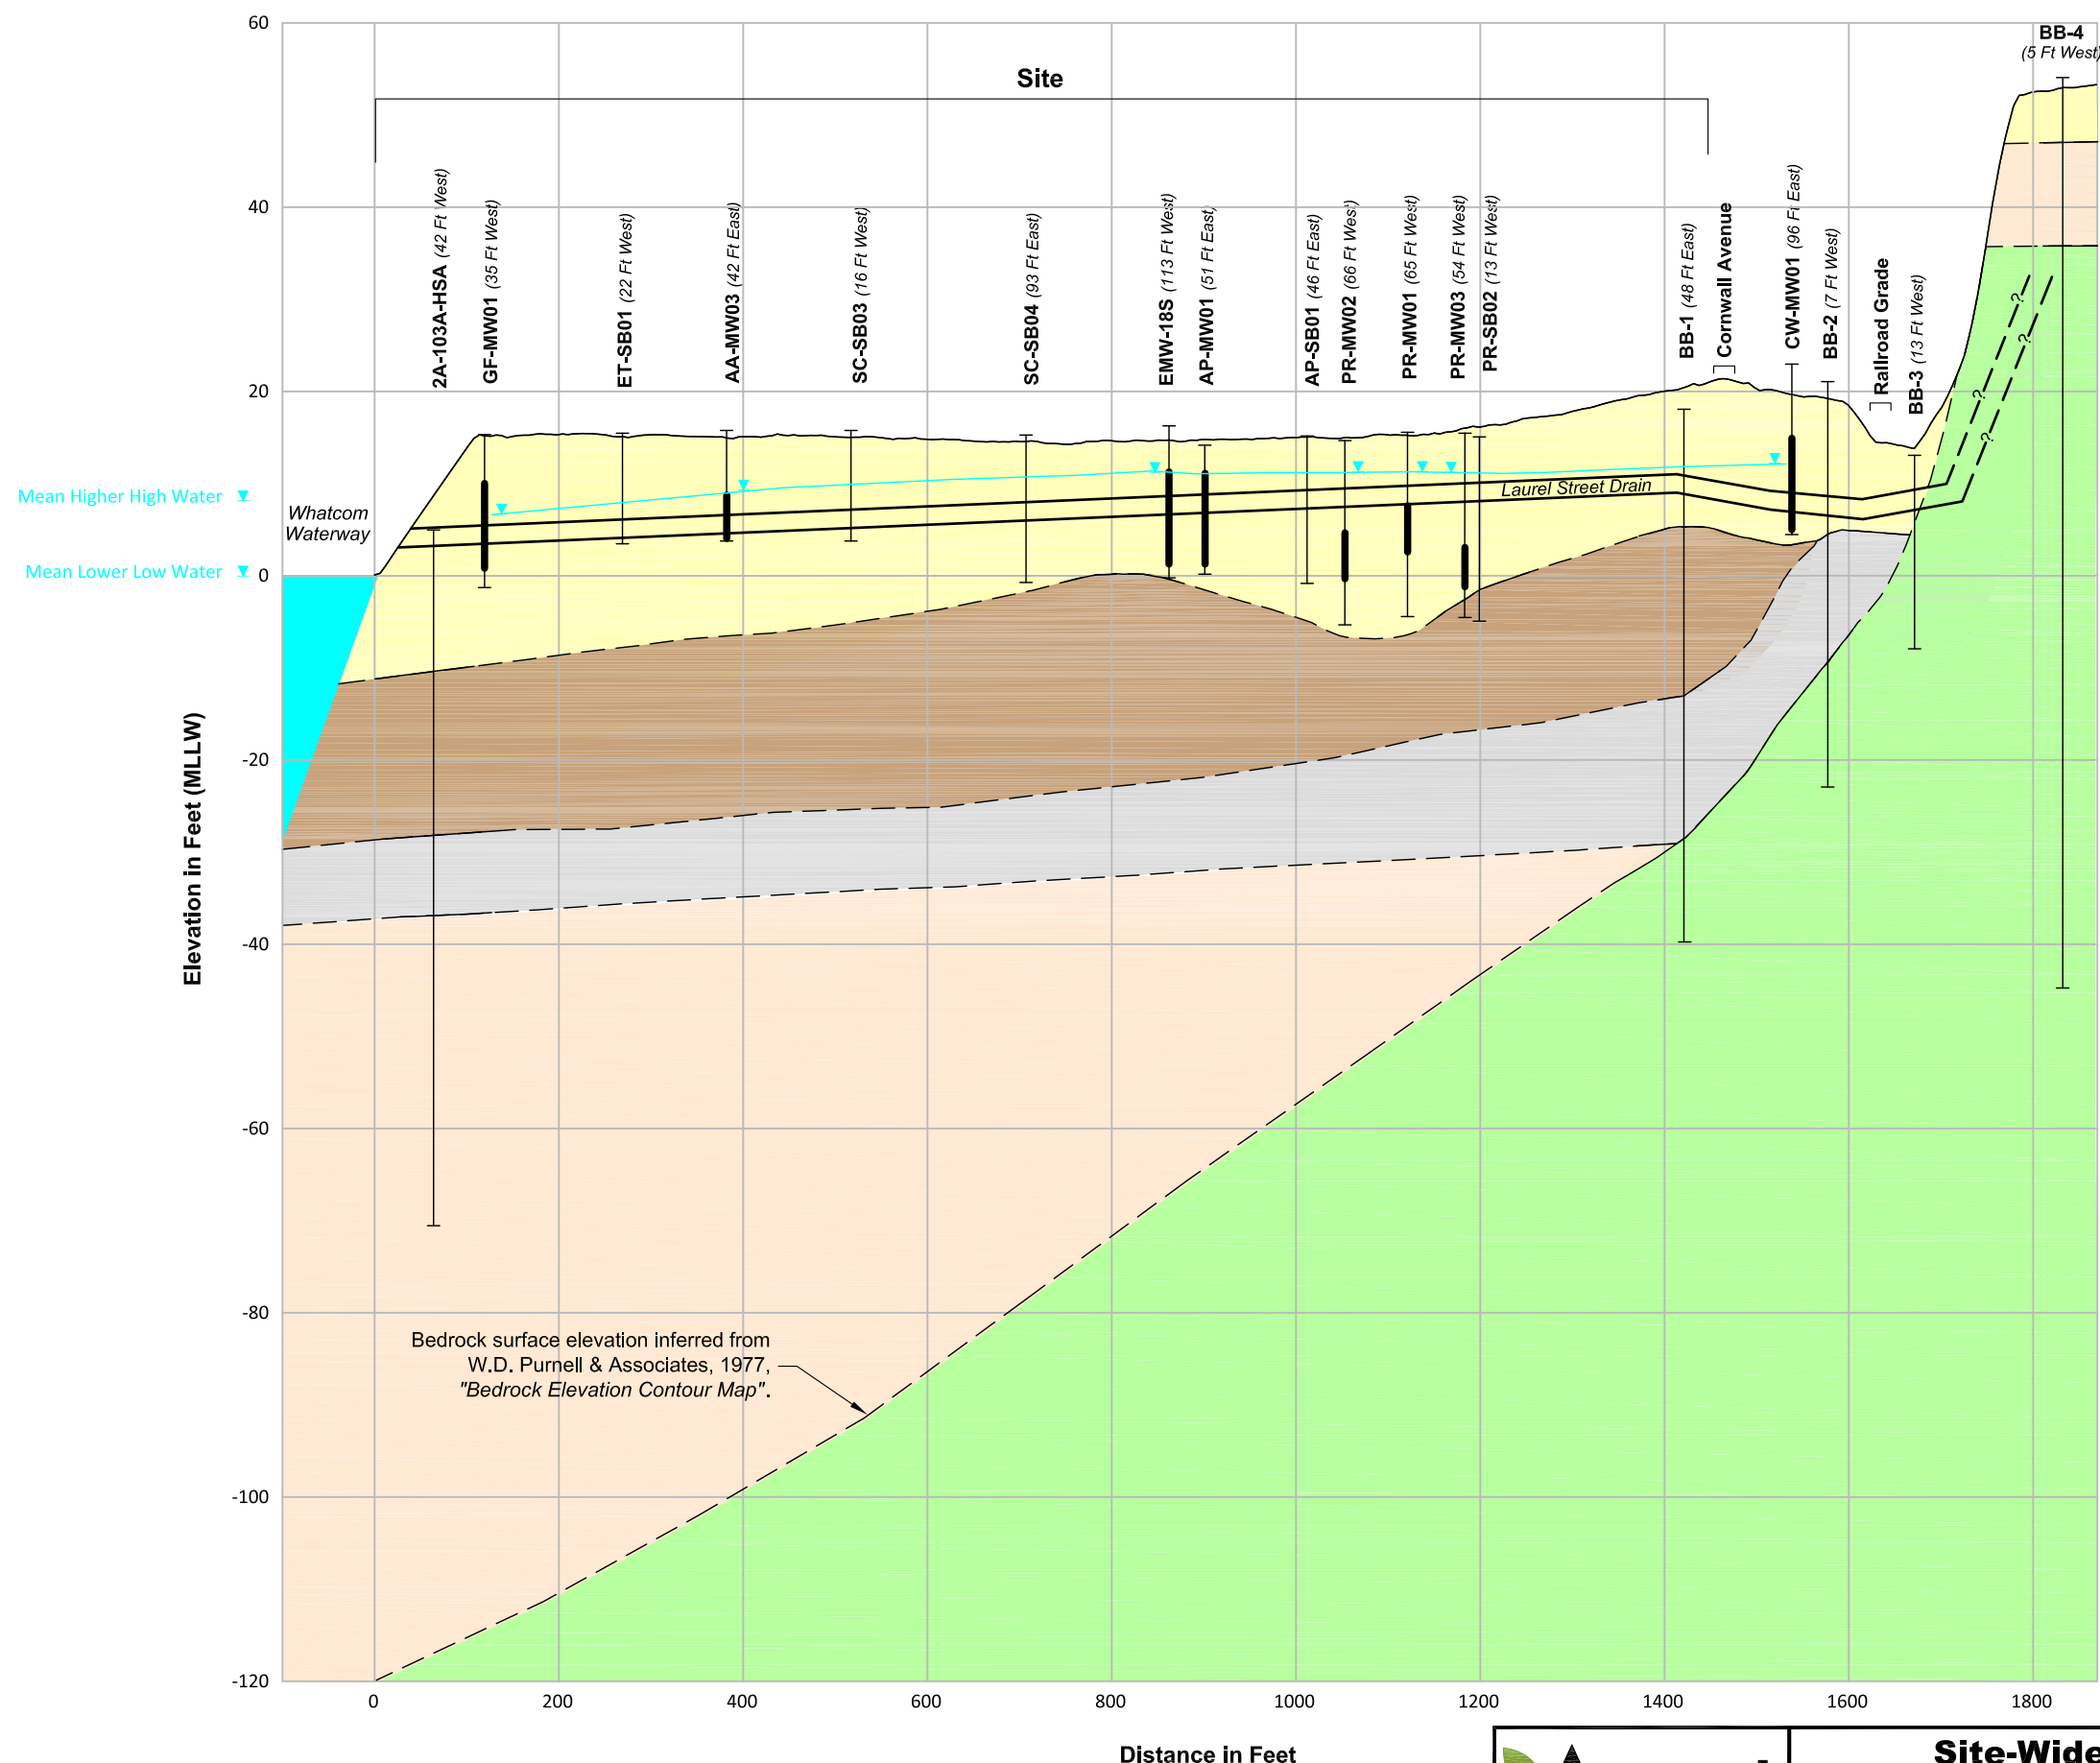 60
BB-4
(5 Ft West)
Site
2A-103A-HSA (42 Ft West)
GF-MW01 (35 Ft West)
ET-SB01 (22 Ft West)
AA-MW03 (42 Ft East)
SC-SB03 (16 Ft West)
SC-SB04 (93 Ft East)
EMW-18S (113 Ft West)
AP-MW01 (51 Ft East)
AP-SB01 (46 Ft East)
PR-MW02 (66 Ft West)
PR-MW01 (65 Ft West)
PR-MW03 (54 Ft West)
PR-SB02 (13 Ft West)
BB-1 (48 Ft East)
Cornwall Avenue
CW-MW01 (96 Ft East)
BB-2 (7 Ft West)
Railroad Grade
BB-3 (13 Ft West)
40
20
?
?
?
?
Mean Higher High Water
Whatcom
Waterway
Laurel Street Drain
Mean Lower Low Water
0
-20
-40
-60
-80
-100
-120
Elevation in Feet (MLLW)
Bedrock surface elevation inferred from
W.D. Purnell & Associates, 1977,
"Bedrock Elevation Contour Map".
0 200 400 600 800 1000 1200 1400 1600 1800
Distance in Feet
Site-Wide